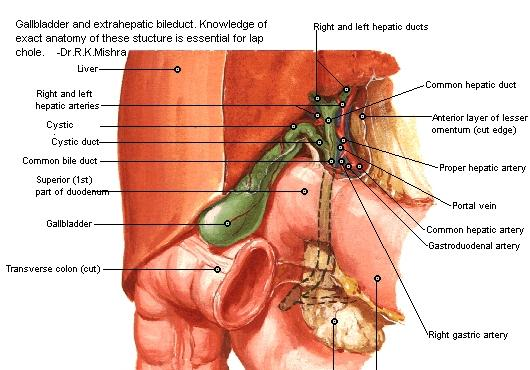 Gallbladder and extrahepatic bileduct. Knowledge of
exact anatomy of these stucture is essential for lap
chole.    -Dr.R.K.Mishra
Right and left hepatic ducts
Liver
Right and left
hepatic arteries
Cystic
Cystic duct
Common bile duct
Superior (1st)
part of duodenum
Gallbladder
Transverse colon (cut)
Common hepatic duct
Anterior layer of lesser
omentum (cut edge)
Proper hepatic artery
Portal vein
Common hepatic artery
Gastroduodenal artery
Right gastric artery